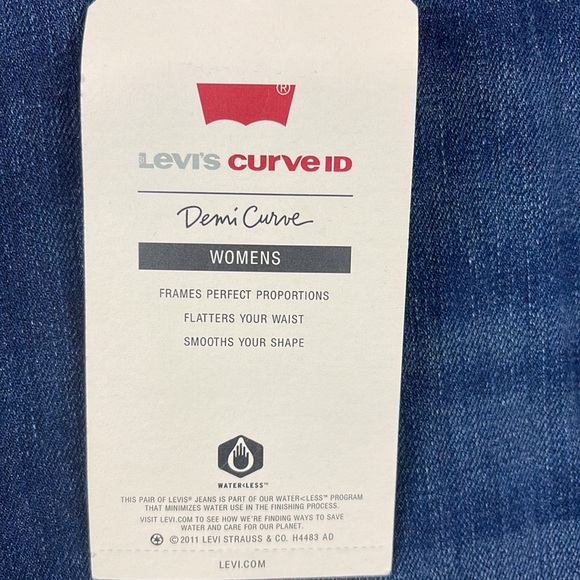 ®
LEVI'S CURVE ID
Demi Curve
WOMENS
FRAMES PERFECT PROPORTIONS
FLATTERS YOUR WAIST
SMOOTHS YOUR SHAPE
WATER<LESS™
THIS PAIR OF LEVIS® JEANS IS PART OF OUR WATER<LESS™ PROGRAM
THAT MINIMIZES WATER USE IN THE FINISHING PROCESS.
VISIT LEVI.COM TO SEE HOW WE'RE FINDING WAYS TO SAVE
WATER AND CARE FOR OUR PLANET.
© 2011 LEVI STRAUSS & CO. H4483 AD
LEVI.COM